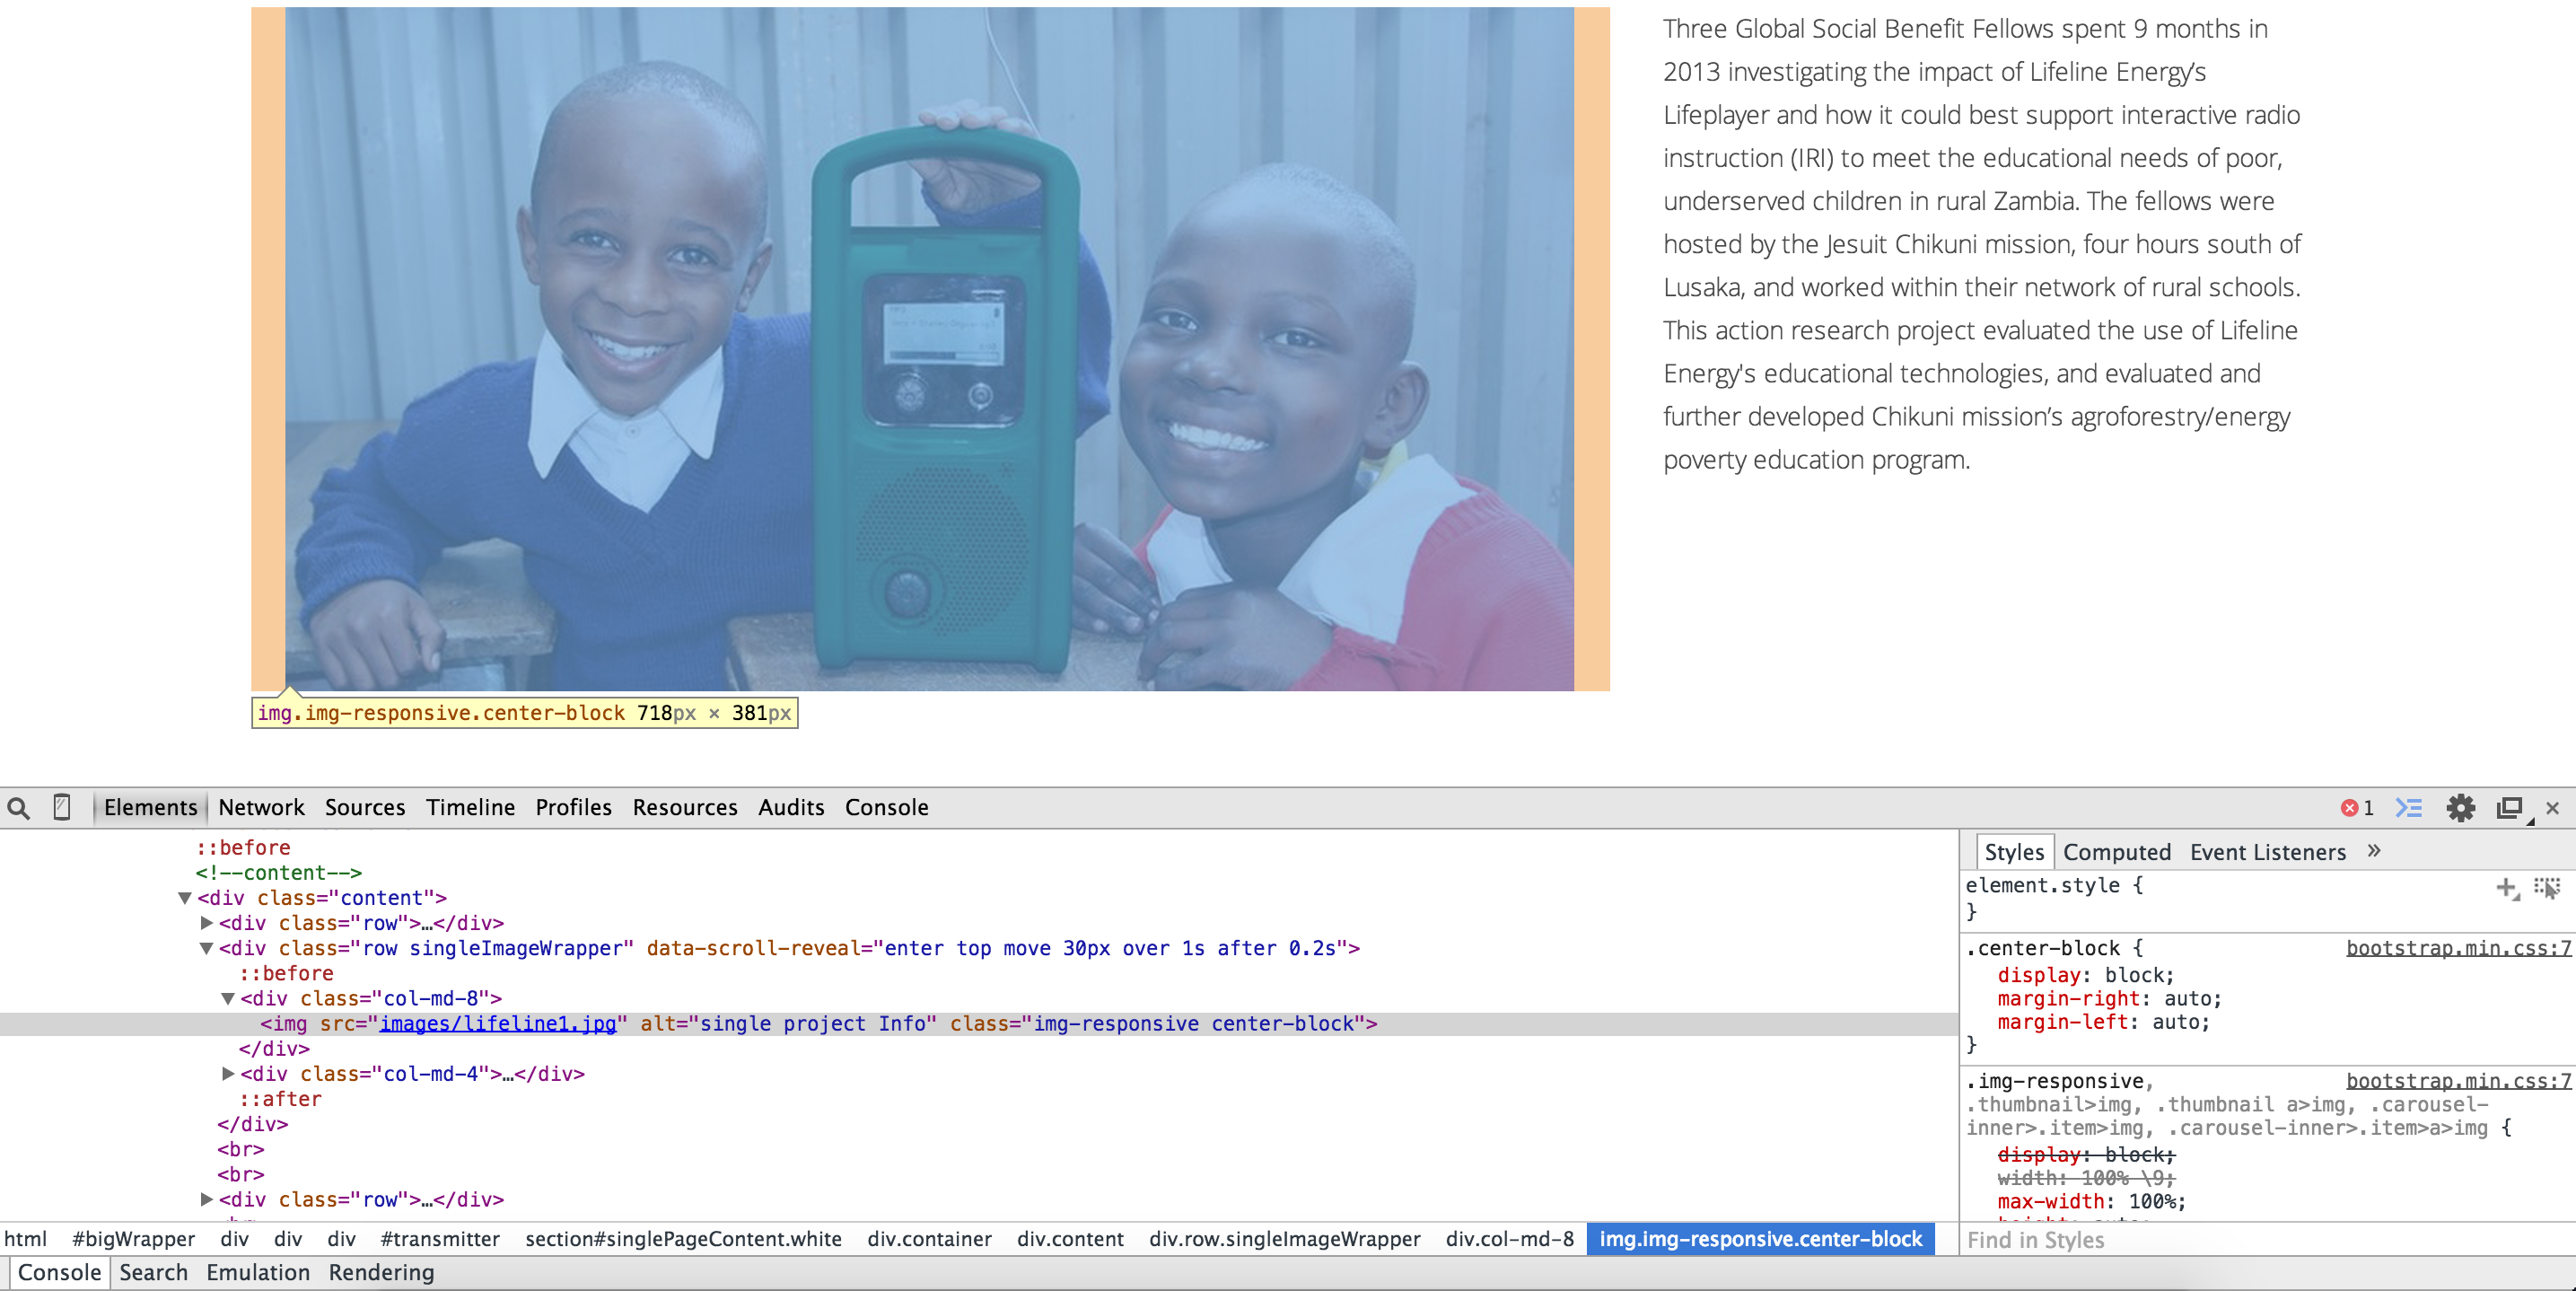 Three Global Social Benefit Fellows spent 9 months in
2013 investigating the impact of Lifeline Energy’s
Lifeplayer and how it could best support interactive radio
instruction (IRI) to meet the educational needs of poor,
underserved children in rural Zambia. The fellows were
hosted by the Jesuit Chikuni mission, four hours south of
Lusaka, and worked within their network of rural schools.
This action research project evaluated the use of Lifeline
Energy's educational technologies, and evaluated and
further developed Chikuni mission’s agroforestry/energy
poverty education program.
img.img-responsive.center-block 718px × 381px
Elements Network Sources Timeline Profiles Resources Audits Console
1
::before
<!--content-->
<div class="content">
<div class="row">…</div>
<div class="row singleImageWrapper" data-scroll-reveal="enter top move 30px over 1s after 0.2s">
::before
<div class="col-md-8">
<img src="images/lifeline1.jpg" alt="single project Info" class="img-responsive center-block">
</div>
<div class="col-md-4">…</div>
::after
</div>
<br>
<br>
<div class="row">…</div>
html #bigWrapper div div div #transmitter section#singlePageContent.white div.container div.content div.row.singleImageWrapper div.col-md-8 img.img-responsive.center-block
Styles Computed Event Listeners »
element.style {
}
.center-block { bootstrap.min.css:7
display: block;
margin-right: auto;
margin-left: auto;
}
.img-responsive, bootstrap.min.css:7
.thumbnail>img, .thumbnail a>img, .carousel-
inner>.item>img, .carousel-inner>.item>a>img {
display: block;
width: 100% \9;
max-width: 100%;
height: auto;
Find in Styles
Console Search Emulation Rendering